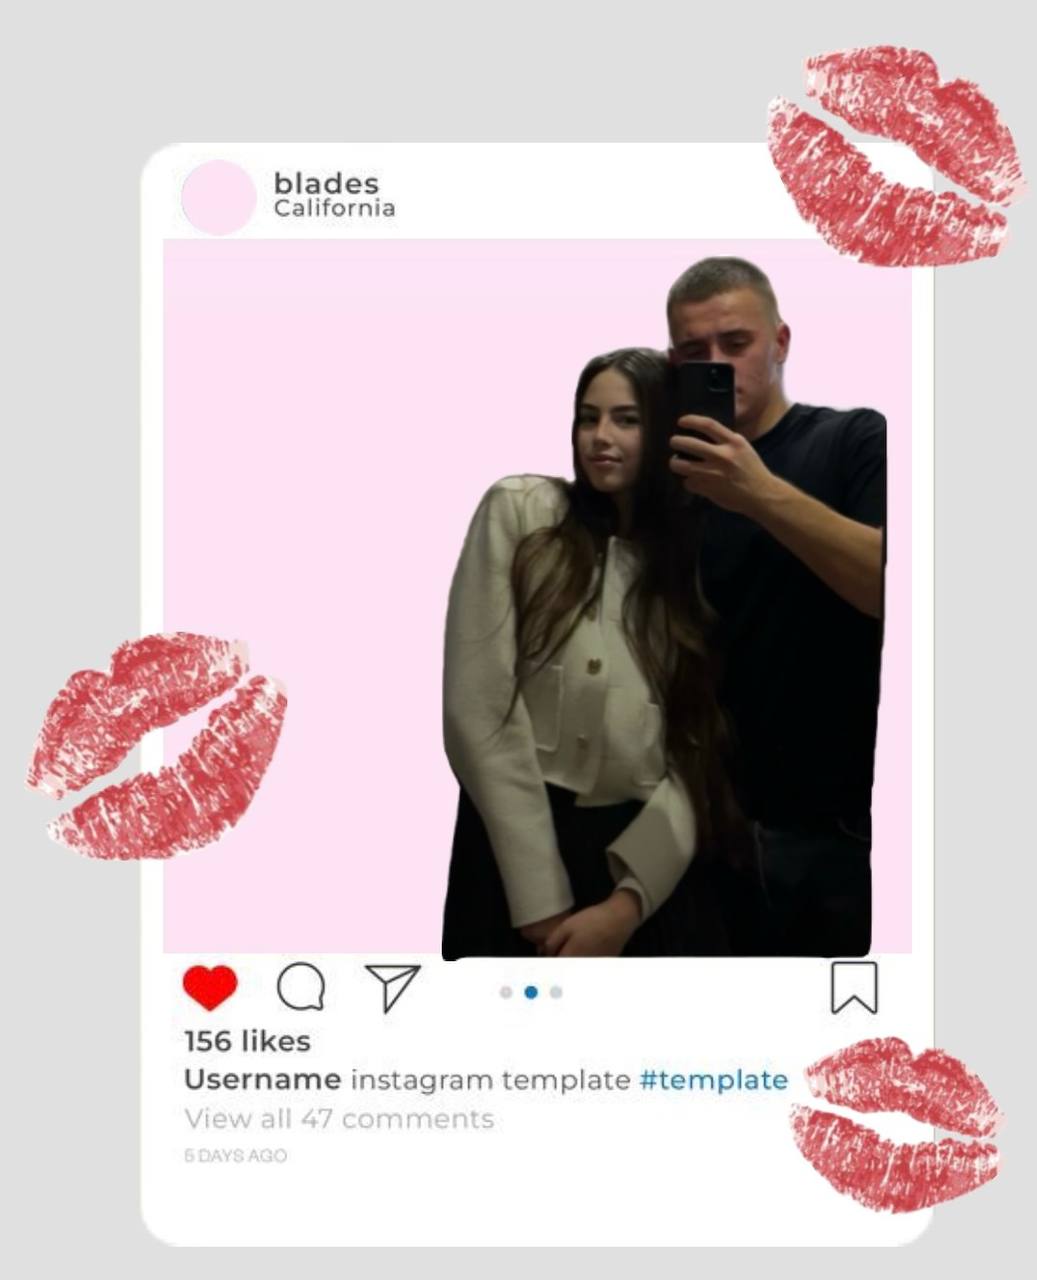 blades
California
156 likes
Username instagram template #template
View all 47 comments
5 DAYS AGO